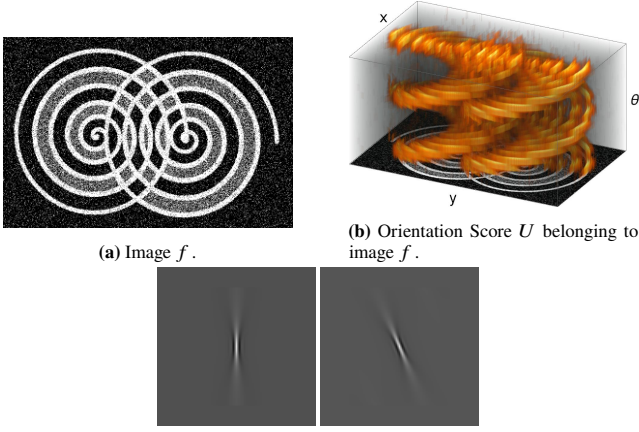 x
θ
y
(a) Image f .
(b) Orientation Score U belonging to
image f .